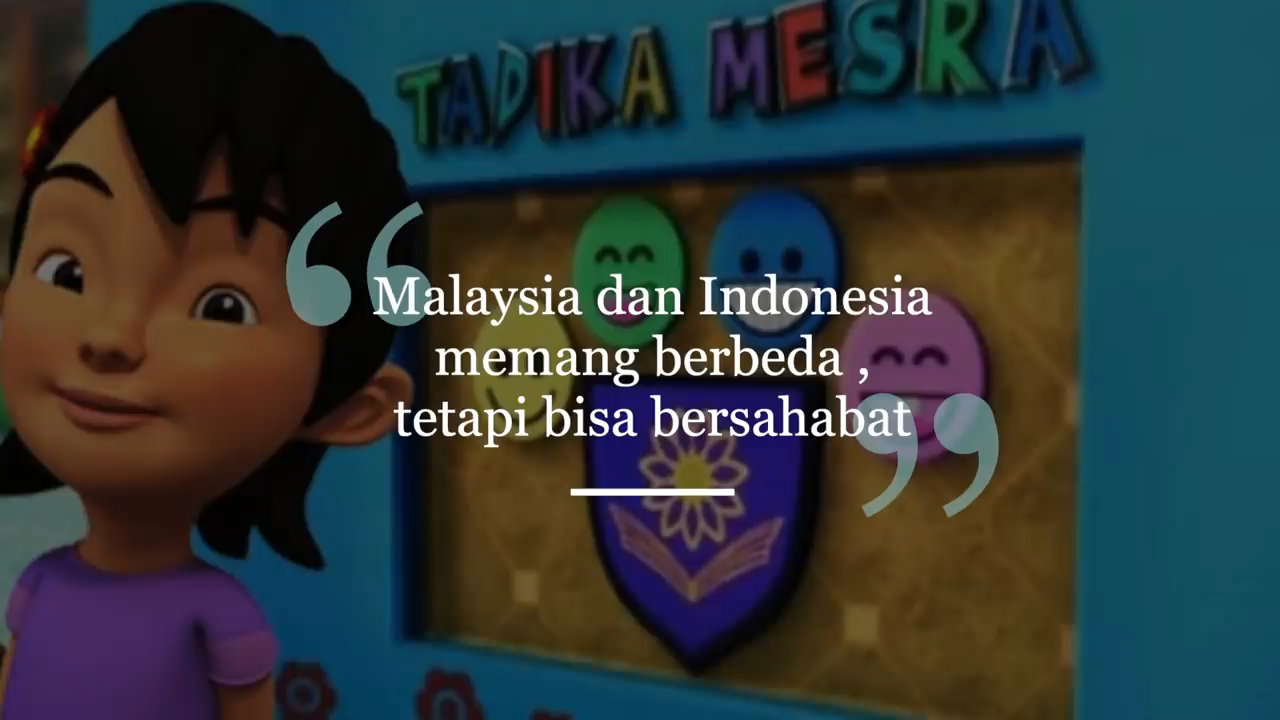 TADIKA MESRA
“Malaysia dan Indonesia
memang berbeda ,
tetapi bisa bersahabat”